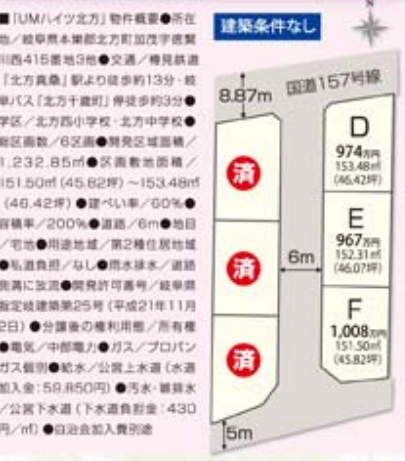 ■「UMハイツ北方」物件概要●所在
地/岐阜県本巣郡北方町加茂字徳繁
川西415番地3他●交通/樽見鉄道
「北方真桑」駅より徒歩約13分・岐
阜バス「北方千歳町」停徒歩約3分●
学区/北方西小学校・北方中学校●
総区画数/6区画●開発区域面積/
1,232.85㎡●区画敷地面積/
151.50㎡(45.82坪)~153.48㎡
(46.42坪)●建ぺい率/60%●
容積率/200%●道路/6m●地目
/宅地●用途地域/第2種住居地域
●私道負担/なし●雨水排水/道路
側溝に放流●開発許可番号/岐阜県
指定岐建築第25号(平成21年11月
2日)●分譲後の権利形態/所有権
●電気/中部電力●ガス/プロパン
ガス個別●給水/公営上水道(水道
加入金:59,850円)●汚水・雑排水
/公営下水道(下水道負担金:430
円/㎡)●自治会加入費別途
建築条件なし
N
8.87m
国道157号線
済
済
済
6m
5m
D
974万円
153.48㎡
(46.42坪)
E
967万円
152.31㎡
(46.07坪)
F
1,008万円
151.50㎡
(45.82坪)